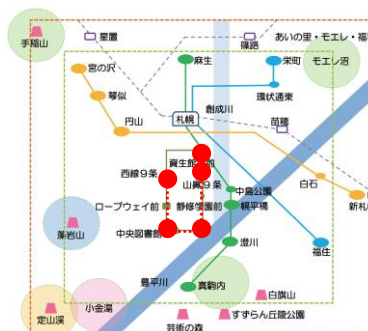 手稲山
星置
篠路
あいの里・モエレ・福
宮の沢
麻生
栄町
モエレ沼
琴似
環状通東
円山
札幌
創成川
苗穂
資生館 前
西線9条
山鼻9条
白石
中島公園
新札
ロープウェイ前
静修学園前
幌平橋
藻岩山
中央図書館
澄川
福住
豊平川
真駒内
定山渓
小金湯
白旗山
芸術の森
すずらん丘陵公園